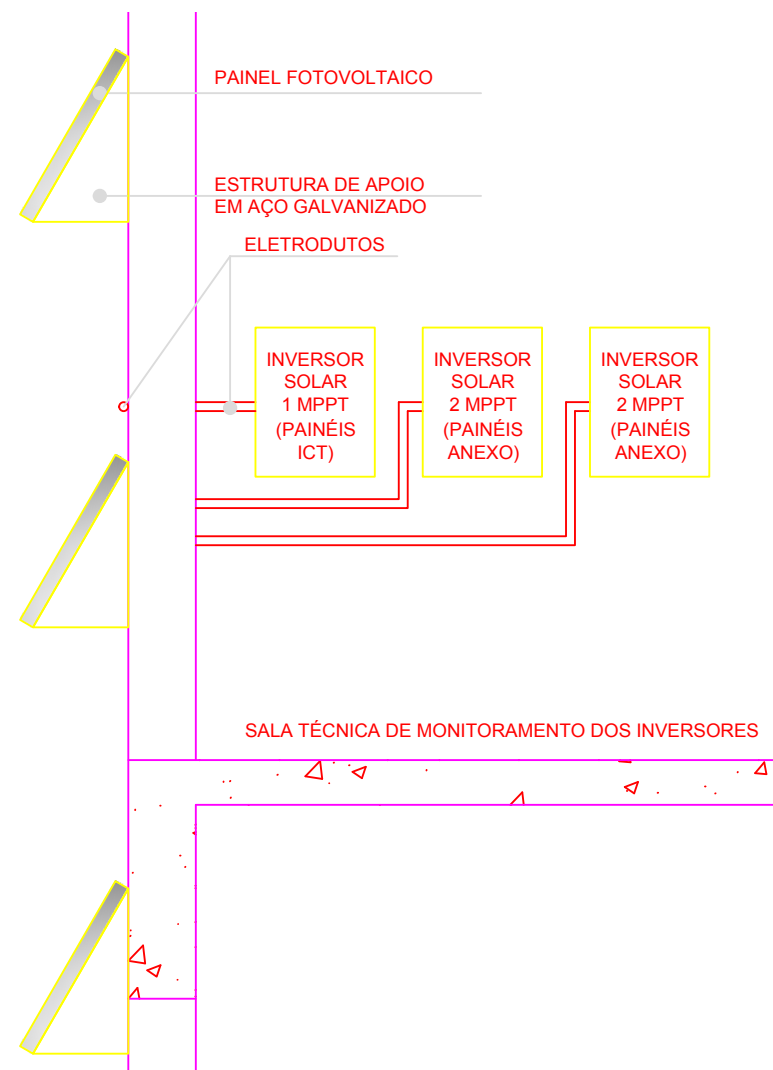 PAINEL FOTOVOLTAICO
ESTRUTURA DE APOIO
EM AÇO GALVANIZADO
ELETRODUTOS
INVERSOR
SOLAR
1 MPPT
(PAINÉIS
ICT)
INVERSOR
SOLAR
2 MPPT
(PAINÉIS
ANEXO)
INVERSOR
SOLAR
2 MPPT
(PAINÉIS
ANEXO)
SALA TÉCNICA DE MONITORAMENTO DOS INVERSORES